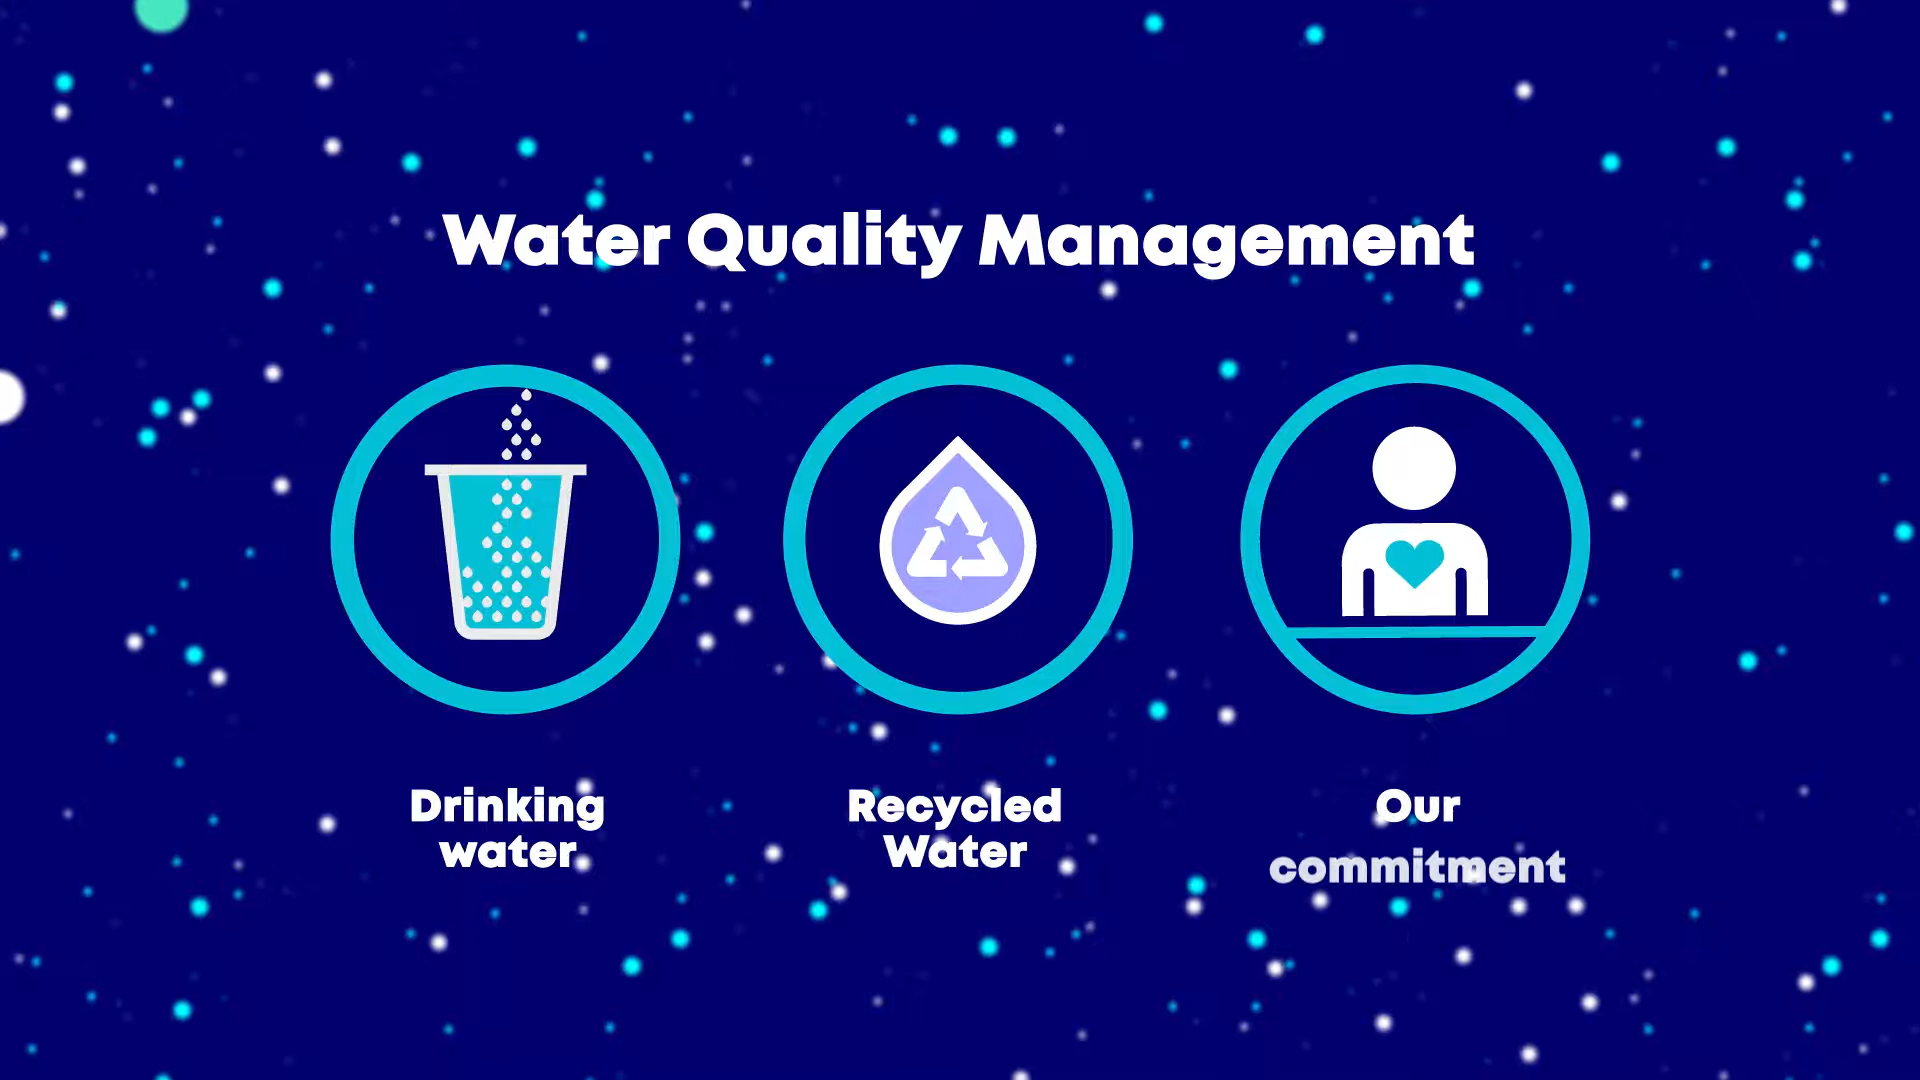 Water Quality Management
Drinking
water
Recycled
Water
Our
commitment